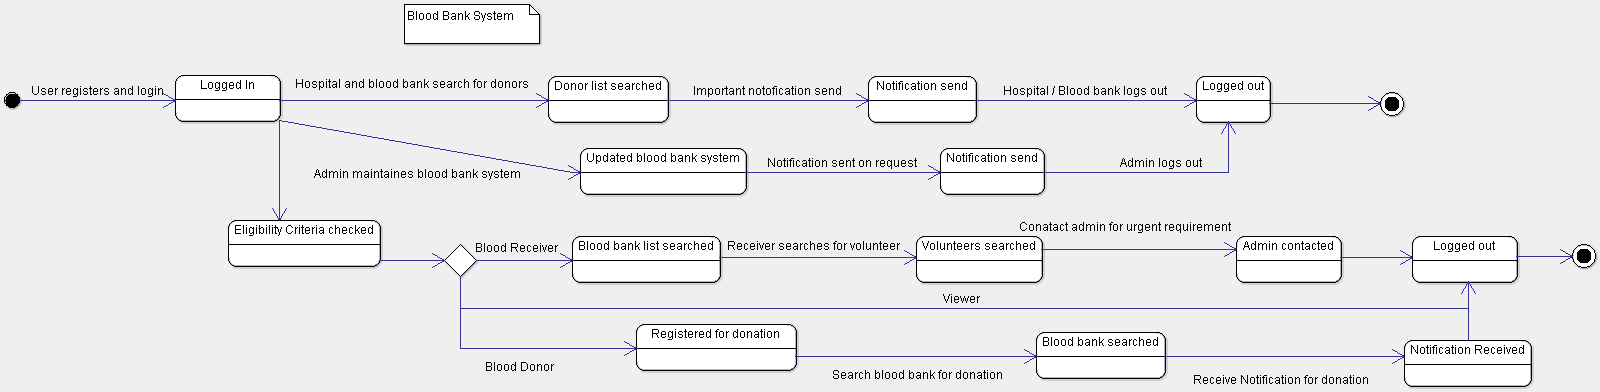 Blood Bank System
User registers and login
Logged In
Hospital and blood bank search for donors
Donor list searched
Important notofication send
Notification send
Hospital / Blood bank logs out
Logged out
Admin maintaines blood bank system
Updated blood bank system
Notification sent on request
Notification send
Admin logs out
Eligibility Criteria checked
Blood Receiver
Blood bank list searched
Receiver searches for volunteer
Volunteers searched
Conatact admin for urgent requirement
Admin contacted
Logged out
Viewer
Blood Donor
Registered for donation
Search blood bank for donation
Blood bank searched
Receive Notification for donation
Notification Received